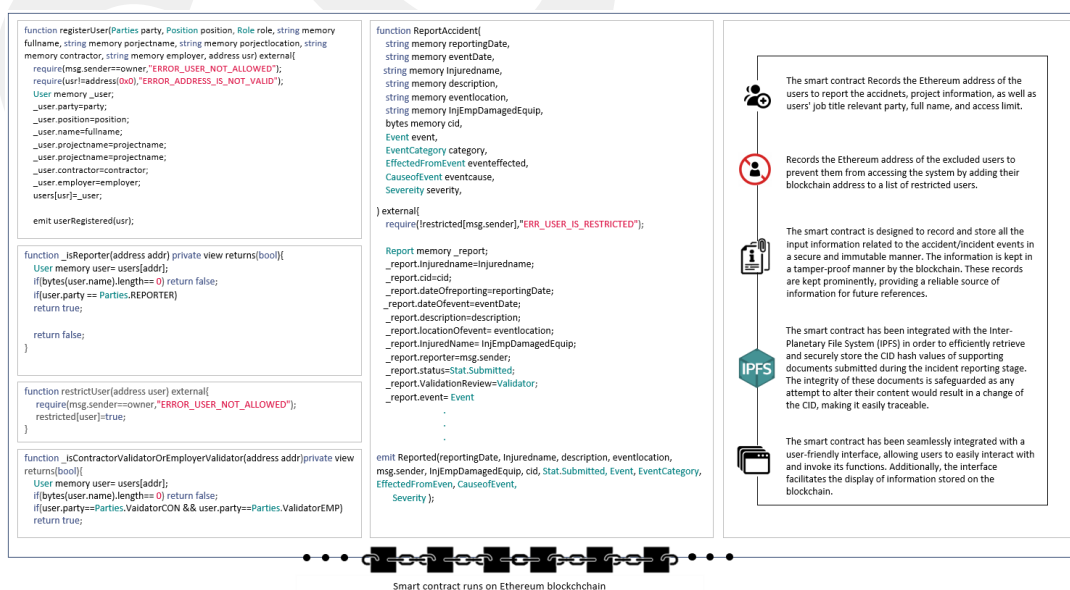 function registerUser(Parties party, Position position, Role role, string memory
fullname, string memory porjectname, string memory porjectlocation, string
memory contractor, string memory employer, address usr) external{
require(msg.sender==owner,"ERROR_USER_NOT_ALLOWED");
require(usr!=address(0x0),"ERROR_ADDRESS_IS_NOT_VALID");
User memory _user;
_user.party=party;
_user.position=position;
_user.name=fullname;
_user.projectname=projectname;
_user.projectname=projectname;
_user.contractor=contractor;
_user.employer=employer;
users[usr]=_user;
emit userRegistered(usr);
function _isReporter(address addr) private view returns(bool){
User memory user= users[addr];
if(bytes(user.name).length== 0) return false;
if(user.party == Parties.REPORTER)
return true;
return false;
}
function restrictUser(address user) external{
require(msg.sender==owner,"ERROR_USER_NOT_ALLOWED");
restricted[user]=true;
}
function _isContractorValidatorOrEmployerValidator(address addr)private view
returns(bool){
User memory user= users[addr];
if(bytes(user.name).length== 0) return false;
if(user.party==Parties.VaidatorCON && user.party==Parties.ValidatorEMP)
return true;
function ReportAccident(
string memory reportingDate,
string memory eventDate,
string memory Injuredname,
string memory description,
string memory eventlocation,
string memory InjEmpDamagedEquip,
bytes memory cid,
Event event,
EventCategory category,
EffectedFromEvent eventeffected,
CauseofEvent eventcause,
Severeity severity,
) external{
require(!restricted[msg.sender],"ERR_USER_IS_RESTRICTED");
Report memory _report;
_report.Injuredname=Injuredname;
_report.cid=cid;
_report.dateOfreporting=reportingDate;
_report.dateOfevent=eventDate;
_report.description=description;
_report.locationOfevent= eventlocation;
_report.InjuredName= InjEmpDamagedEquip;
_report.reporter=msg.sender;
_report.status=Stat.Submitted;
_report.ValidationReview=Validator;
_report.event= Event
.
.
.
emit Reported(reportingDate, Injuredname, description, eventlocation,
msg.sender, InjEmpDamagedEquip, cid, Stat.Submitted, Event, EventCategory,
EffectedFromEven, CauseofEvent,
Severity );
The smart contract Records the Ethereum address of the
users to report the accidnets, project information, as well as
users' job title relevant party, full name, and access limit.
Records the Ethereum address of the excluded users to
prevent them from accessing the system by adding their
blockchain address to a list of restricted users.
The smart contract is designed to record and store all the
input information related to the accident/incident events in
a secure and immutable manner. The information is kept in
a tamper-proof manner by the blockchain. These records
are kept prominently, providing a reliable source of
information for future references.
The smart contract has been integrated with the Inter-
Planetary File System (IPFS) in order to efficiently retrieve
and securely store the CID hash values of supporting
documents submitted during the incident reporting stage.
The integrity of these documents is safeguarded as any
attempt to alter their content would result in a change of
the CID, making it easily traceable.
IPFS
The smart contract has been seamlessly integrated with a
user-friendly interface, allowing users to easily interact with
and invoke its functions. Additionally, the interface
facilitates the display of information stored on the
blockchain.
Smart contract runs on Ethereum blockchchain